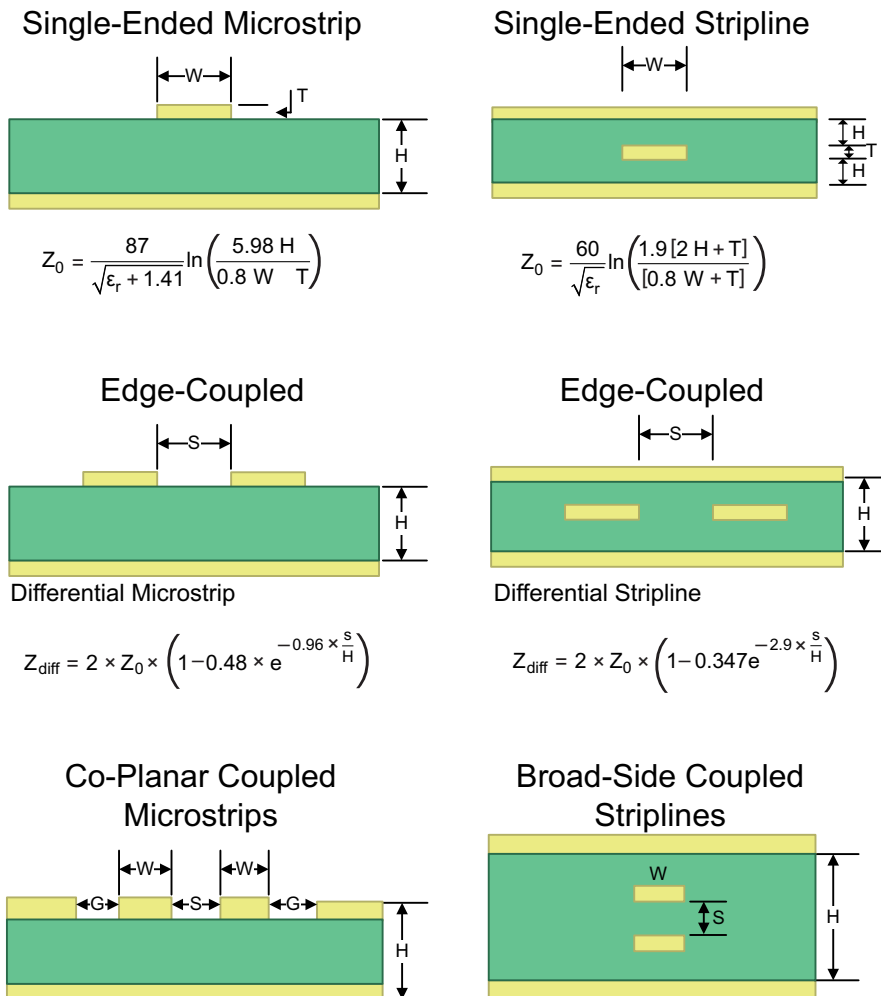 Single-Ended Microstrip
W
T
H
Z0 = 87 / √(εr + 1.41) ln(5.98 H / 0.8 W T)
Single-Ended Stripline
W
H
T
H
Z0 = 60 / √εr ln(1.9 [2 H + T] / [0.8 W + T])
Edge-Coupled
S
H
Differential Microstrip
Zdiff = 2 × Z0 × (1−0.48 × e^(−0.96 × s/H))
Edge-Coupled
S
H
Differential Stripline
Zdiff = 2 × Z0 × (1−0.347e^(−2.9 × s/H))
Co-Planar Coupled
Microstrips
W W
G S G
H
Broad-Side Coupled
Striplines
W
S
H